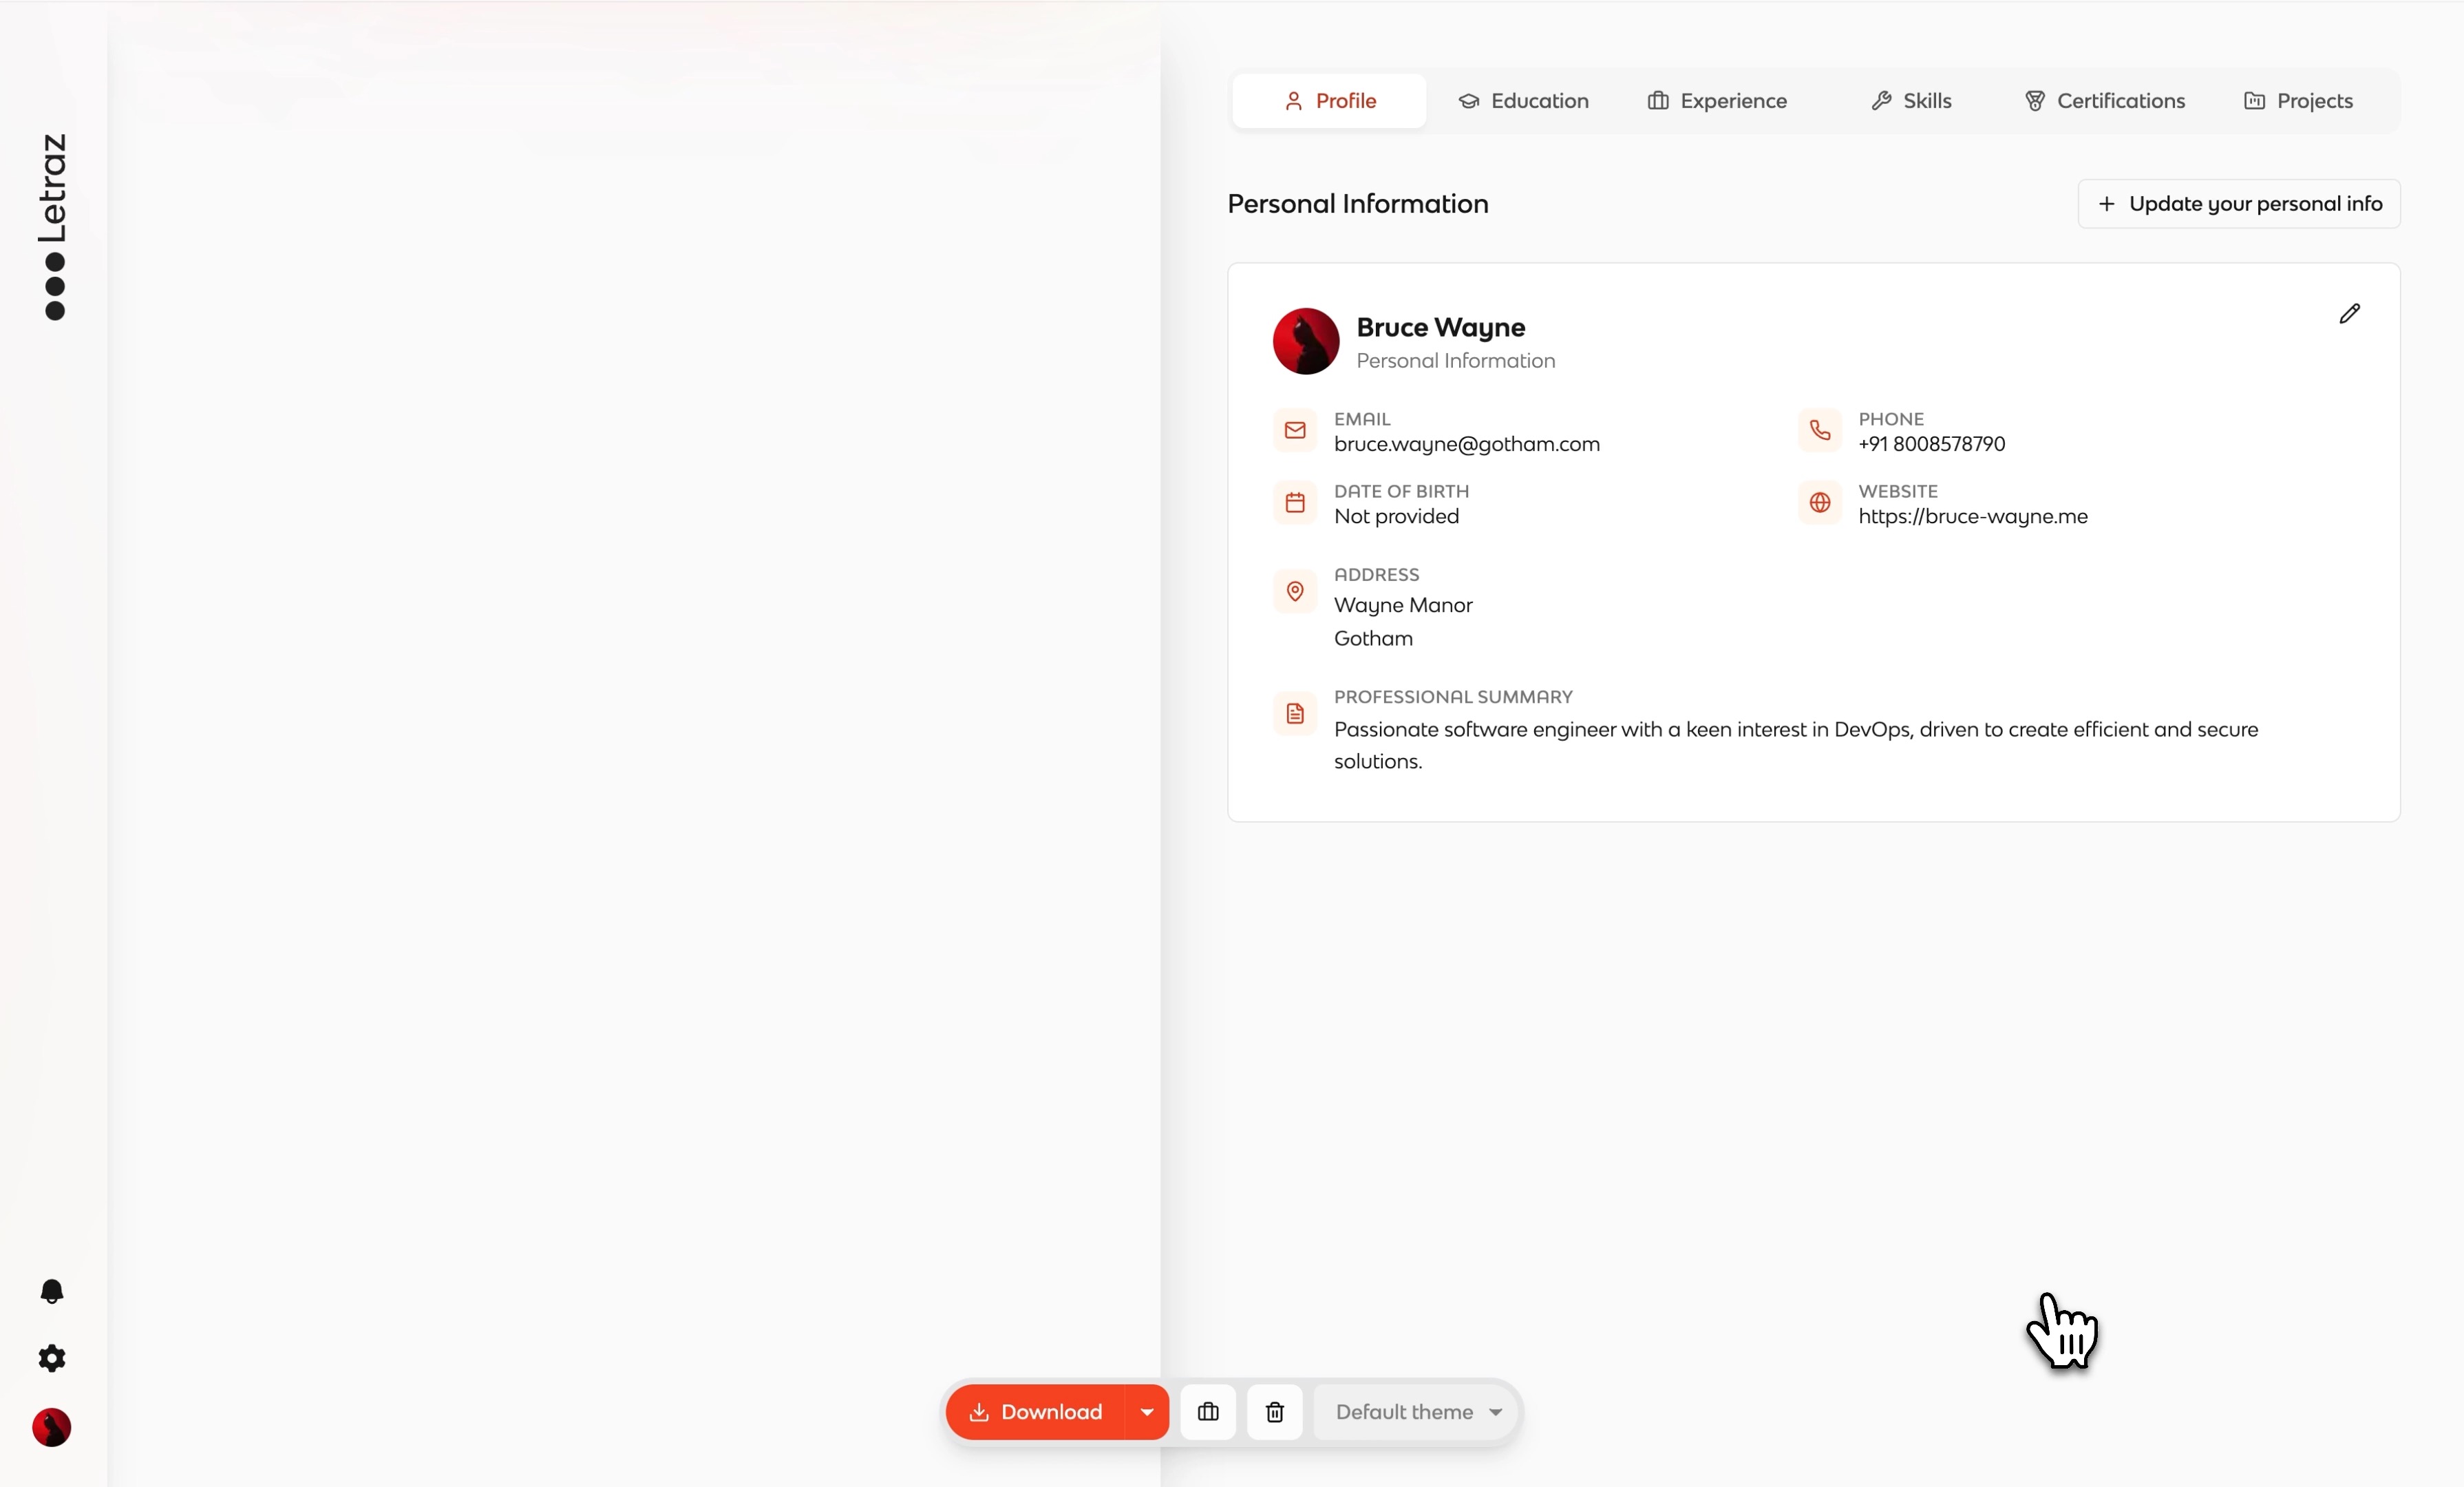 Letraz
Profile
Education
Experience
Skills
Certifications
Projects
Personal Information
Update your personal info
Bruce Wayne
Personal Information
EMAIL
bruce.wayne@gotham.com
PHONE
+91 8008578790
DATE OF BIRTH
Not provided
WEBSITE
https://bruce-wayne.me
ADDRESS
Wayne Manor
Gotham
PROFESSIONAL SUMMARY
Passionate software engineer with a keen interest in DevOps, driven to create efficient and secure
solutions.
Download
Default theme